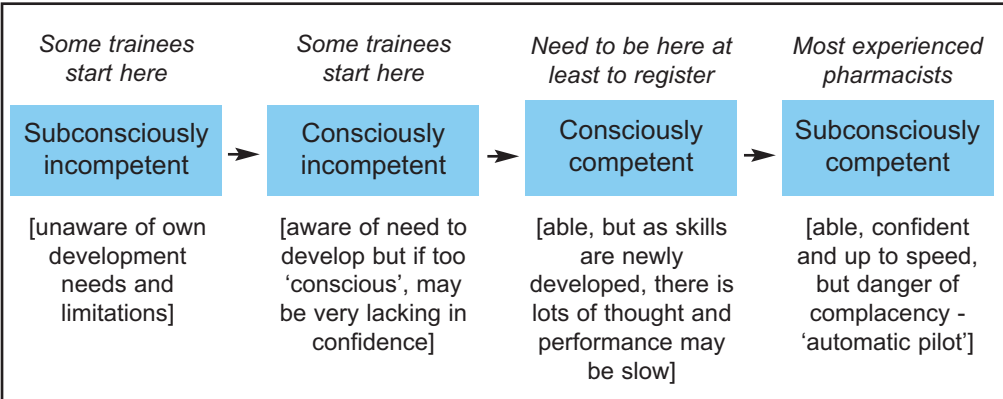 Some trainees
start here
Subconsciously
incompetent
[unaware of own
development
needs and
limitations]
Some trainees
start here
Consciously
incompetent
[aware of need to
develop but if too
‘conscious’, may
be very lacking in
confidence]
Need to be here at
least to register
Consciously
competent
[able, but as skills
are newly
developed, there is
lots of thought and
performance may
be slow]
Most experienced
pharmacists
Subconsciously
competent
[able, confident
and up to speed,
but danger of
complacency -
‘automatic pilot’]